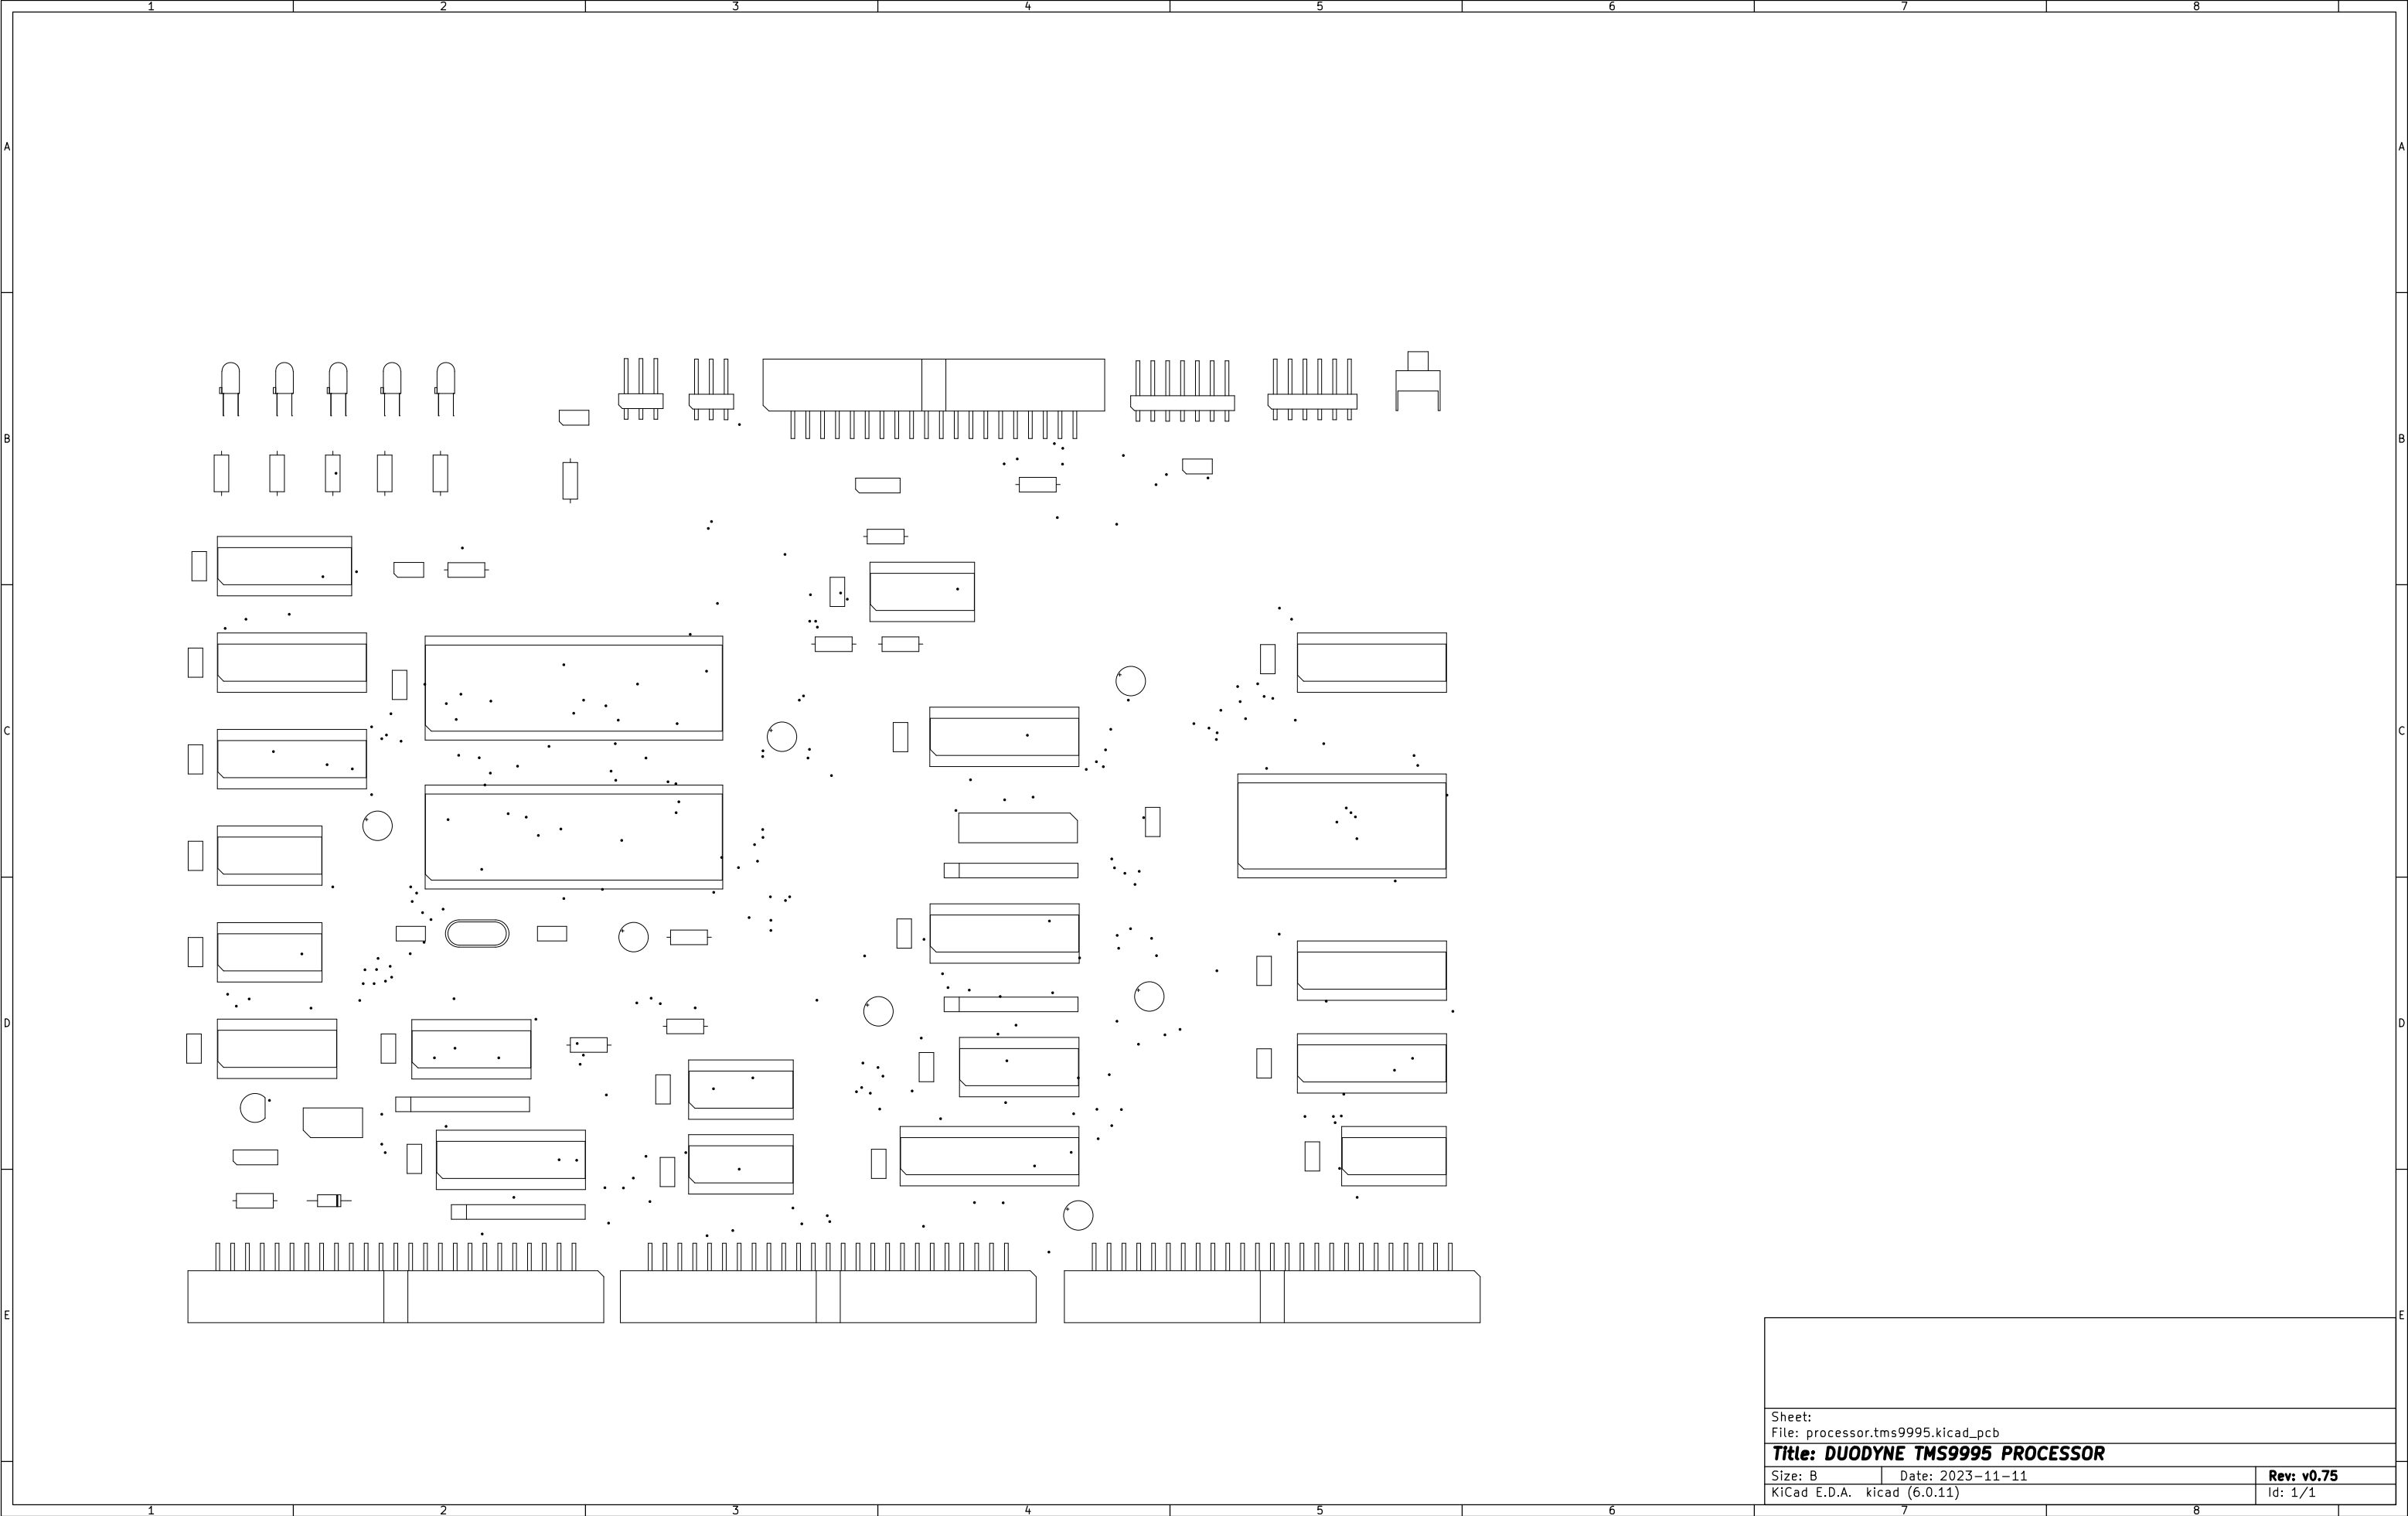 1 2 3 4 5 6 7 8
A A
B B
C C
D D
E E
Sheet:
File: processor.tms9995.kicad_pcb
Title: DUODYNE TMS9995 PROCESSOR
Size: B Date: 2023-11-11 Rev: v0.75
KiCad E.D.A. kicad (6.0.11) Id: 1/1
1 2 3 4 5 6 7 8